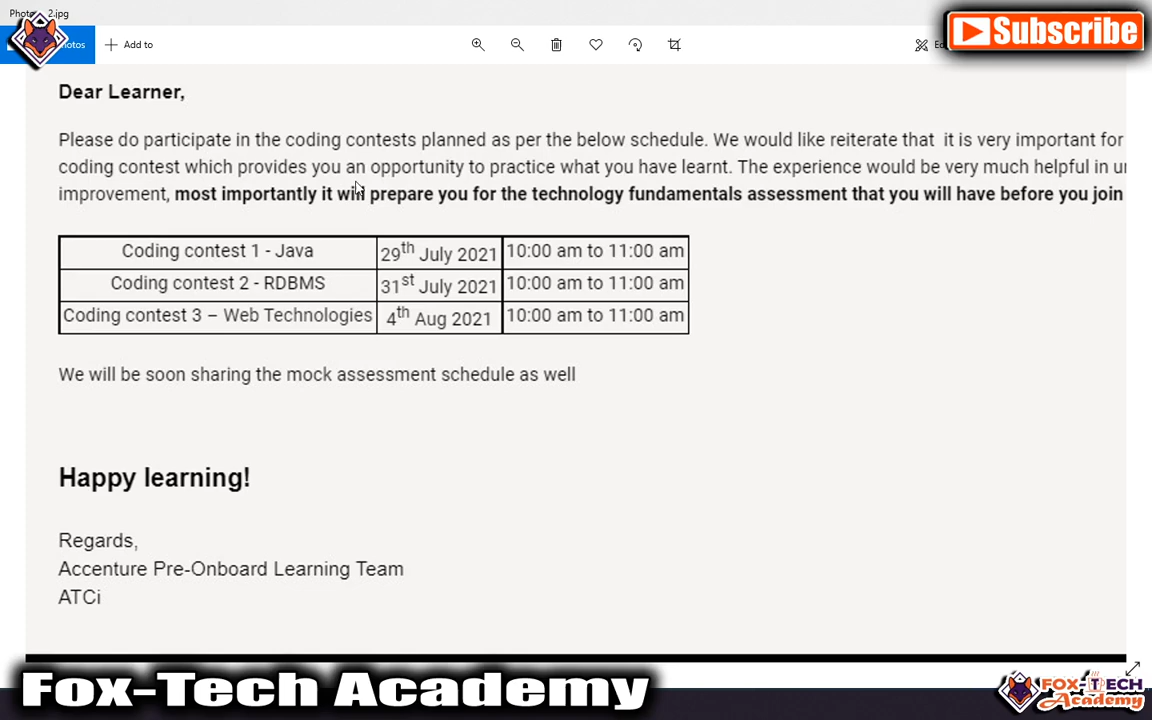 2.jpg
Add to
Subscribe
Dear Learner,
Please do participate in the coding contests planned as per the below schedule. We would like reiterate that it is very important for
coding contest which provides you an opportunity to practice what you have learnt. The experience would be very much helpful in
improvement, most importantly it will prepare you for the technology fundamentals assessment that you will have before you join
Coding contest 1 - Java 29th July 2021 10:00 am to 11:00 am
Coding contest 2 - RDBMS 31st July 2021 10:00 am to 11:00 am
Coding contest 3 – Web Technologies 4th Aug 2021 10:00 am to 11:00 am
We will be soon sharing the mock assessment schedule as well
Happy learning!
Regards,
Accenture Pre-Onboard Learning Team
ATCi
Fox-Tech Academy
FOX-TECH
Academy